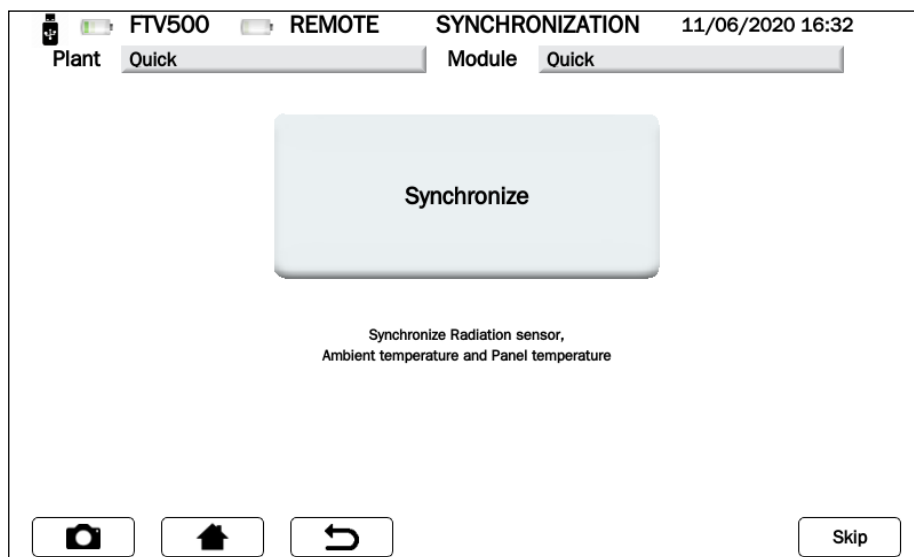 FTV500 REMOTE SYNCHRONIZATION 11/06/2020 16:32
Plant Quick Module Quick
Synchronize
Synchronize Radiation sensor,
Ambient temperature and Panel temperature
Skip